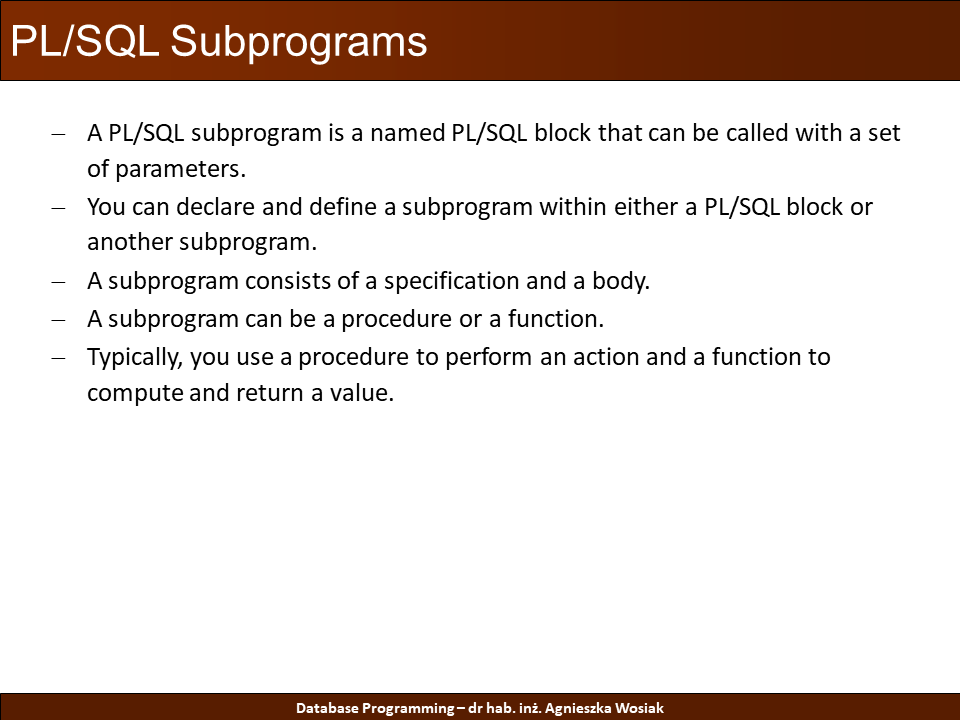 PL/SQL Subprograms
– A PL/SQL subprogram is a named PL/SQL block that can be called with a set
of parameters.
– You can declare and define a subprogram within either a PL/SQL block or
another subprogram.
– A subprogram consists of a specification and a body.
– A subprogram can be a procedure or a function.
– Typically, you use a procedure to perform an action and a function to
compute and return a value.
Database Programming – dr hab. inż. Agnieszka Wosiak